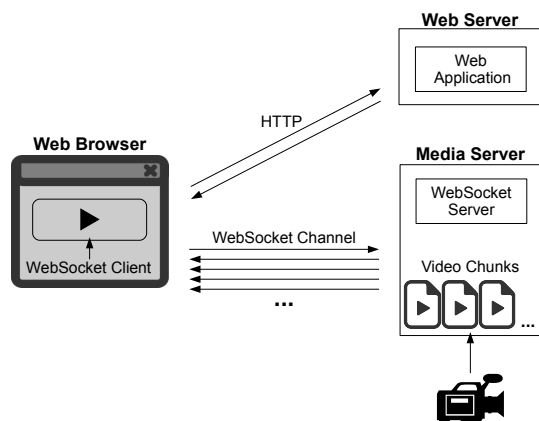 Web Server
Web
Application
HTTP
Web Browser
WebSocket Client
Media Server
WebSocket
Server
WebSocket Channel
...
Video Chunks
...